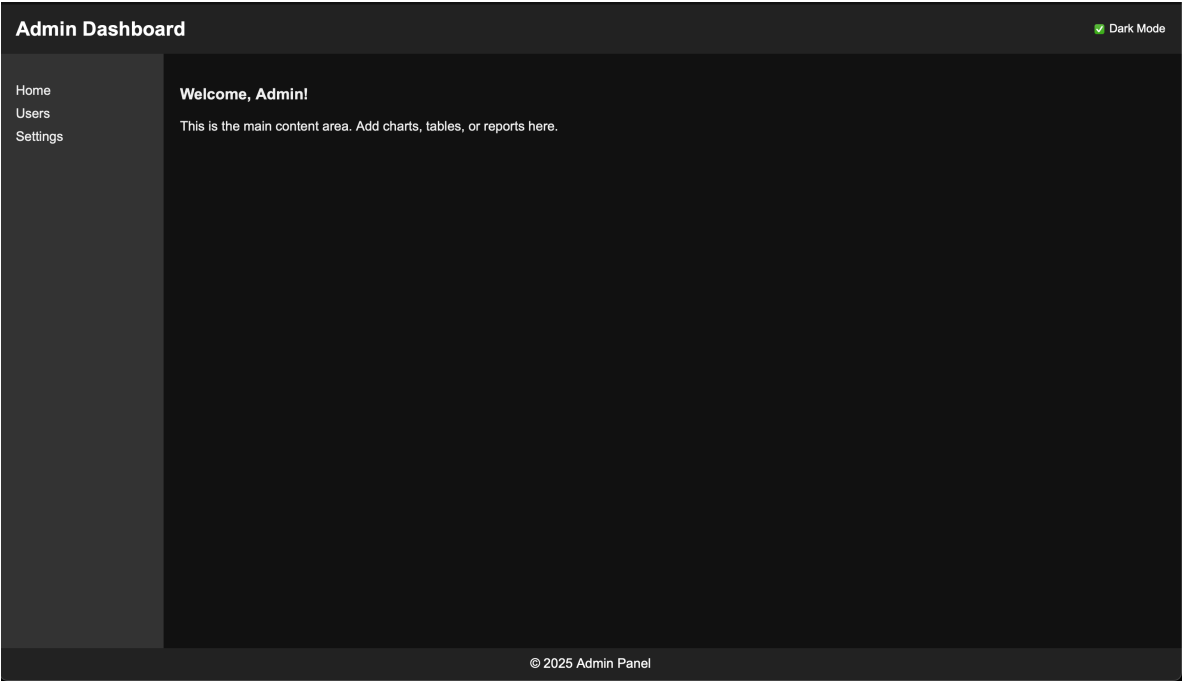 Admin Dashboard
Dark Mode
Home
Users
Settings
Welcome, Admin!
This is the main content area. Add charts, tables, or reports here.
© 2025 Admin Panel